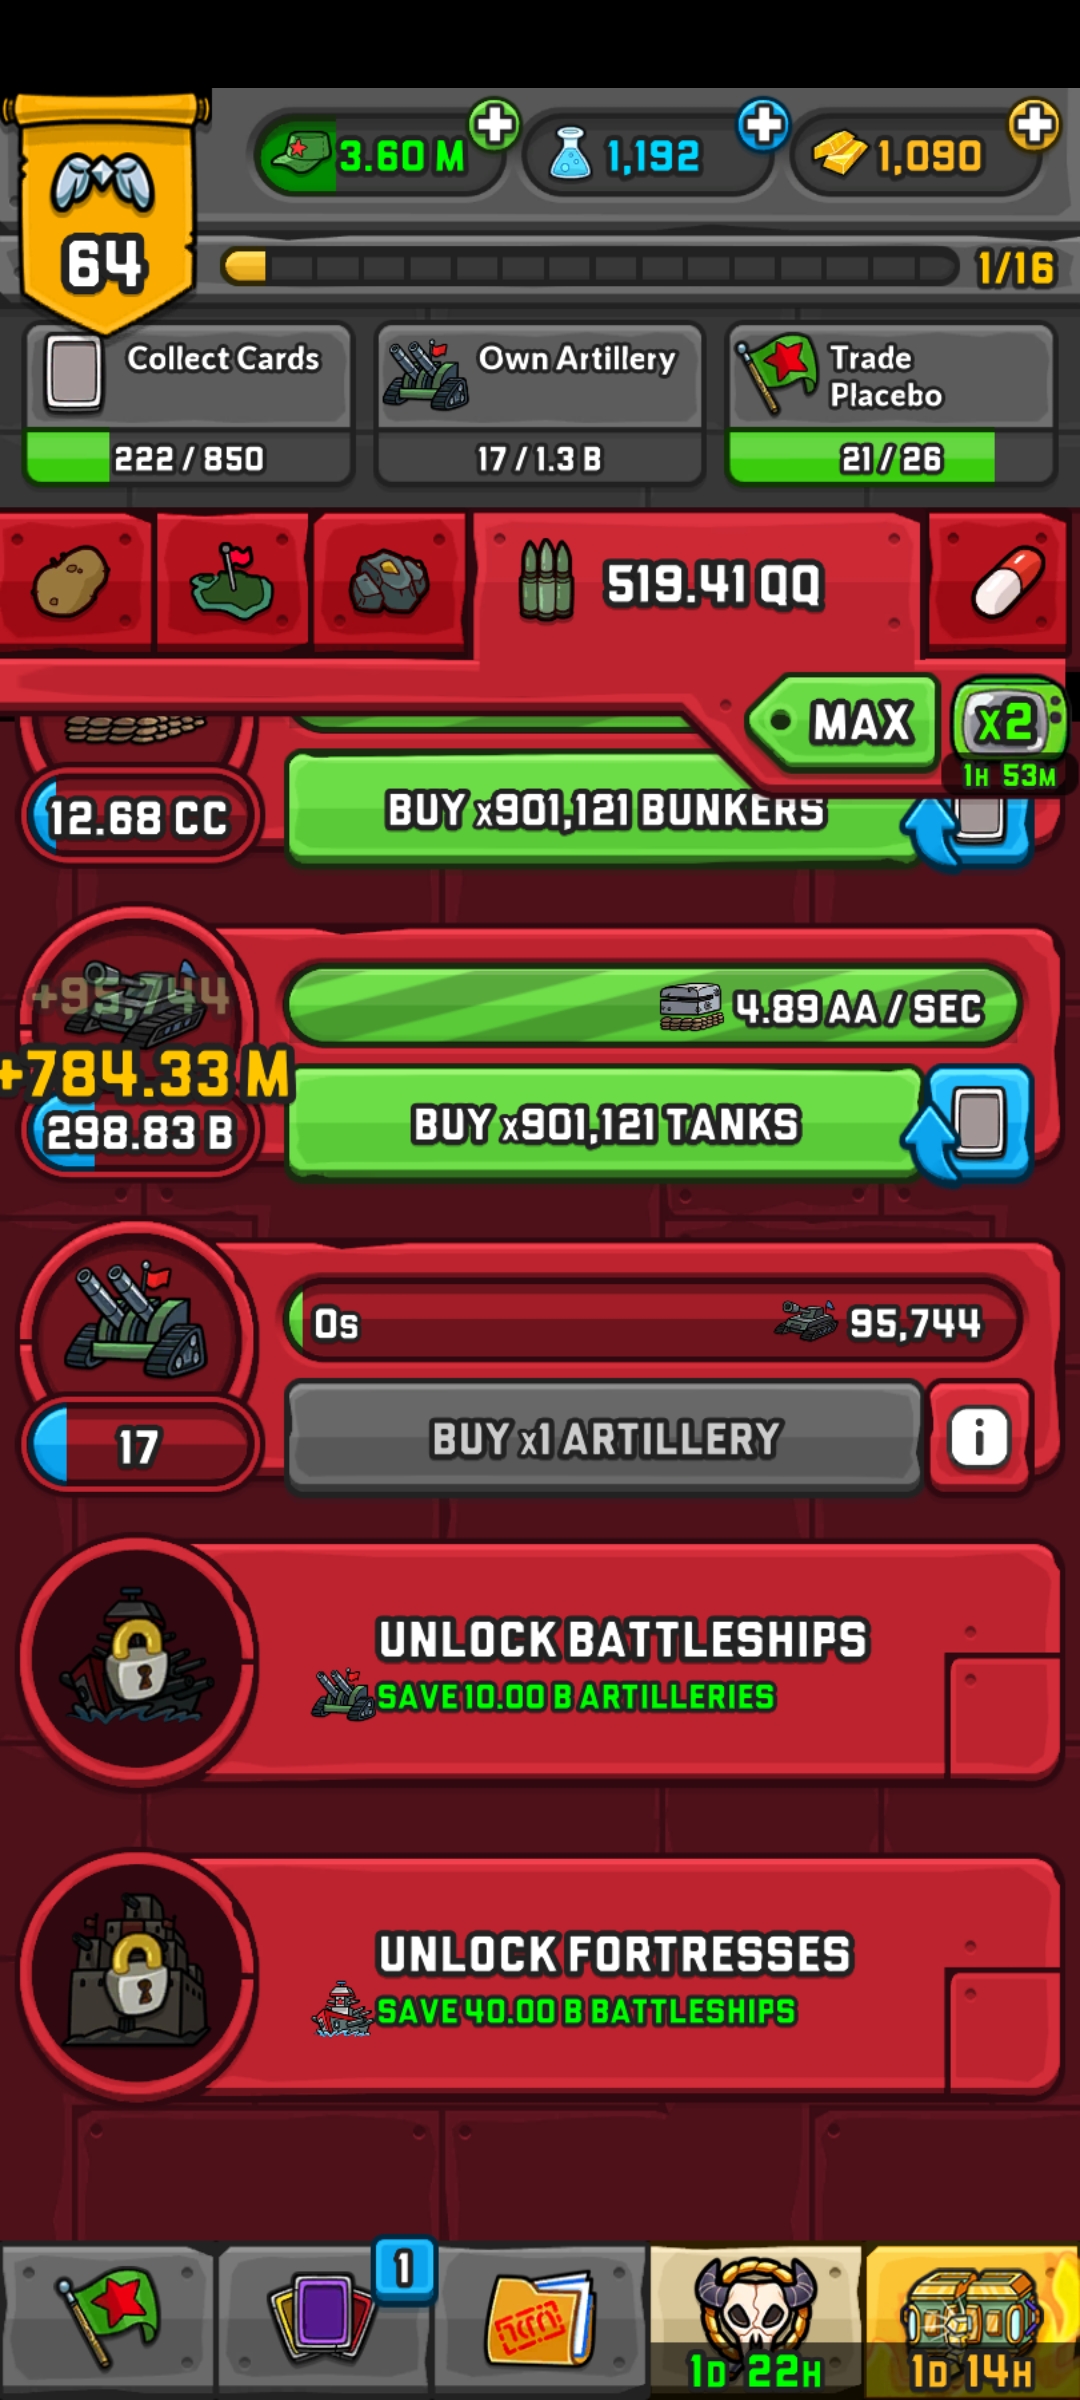 3.60 M
1,192
1,090
64
1/16
Collect Cards
222 / 850
Own Artillery
17 / 1.3 B
Trade
Placebo
21 / 26
519.41 QQ
MAX
x2
1H 53M
12.68 CC
BUY x901,121 BUNKERS
+95,744
4.89 AA / SEC
+784.33 M
298.83 B
BUY x901,121 TANKS
0s
95,744
17
BUY x1 ARTILLERY
i
UNLOCK BATTLESHIPS
SAVE 10.00 B ARTILLERIES
UNLOCK FORTRESSES
SAVE 40.00 B BATTLESHIPS
1
1D 22H
1D 14H